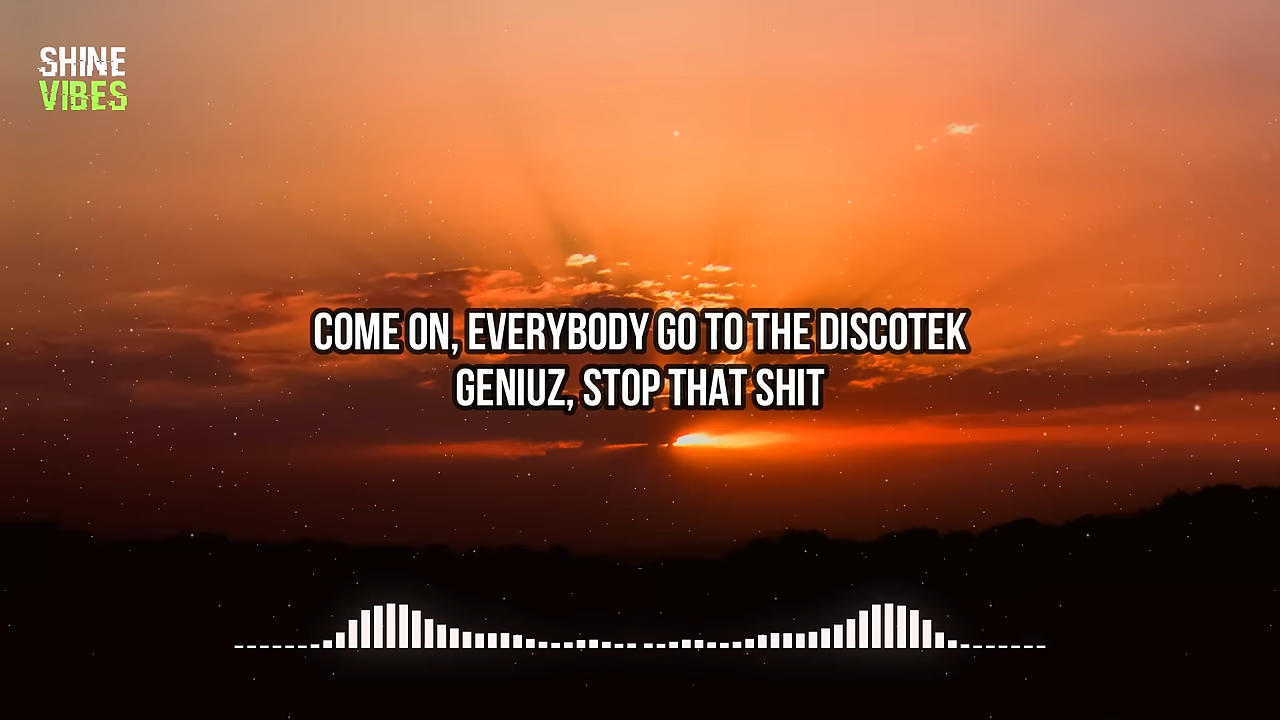 SHINE
VIBES
COME ON, EVERYBODY GO TO THE DISCOTEK
GENIUZ, STOP THAT SHIT